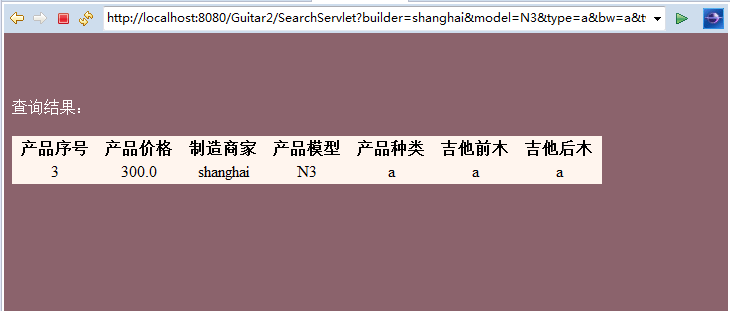 http://localhost:8080/Guitar2/SearchServlet?builder=shanghai&model=N3&type=a&bw=a&t
查询结果：
产品序号 产品价格 制造商家 产品模型 产品种类 吉他前木 吉他后木
3 300.0 shanghai N3 a a a